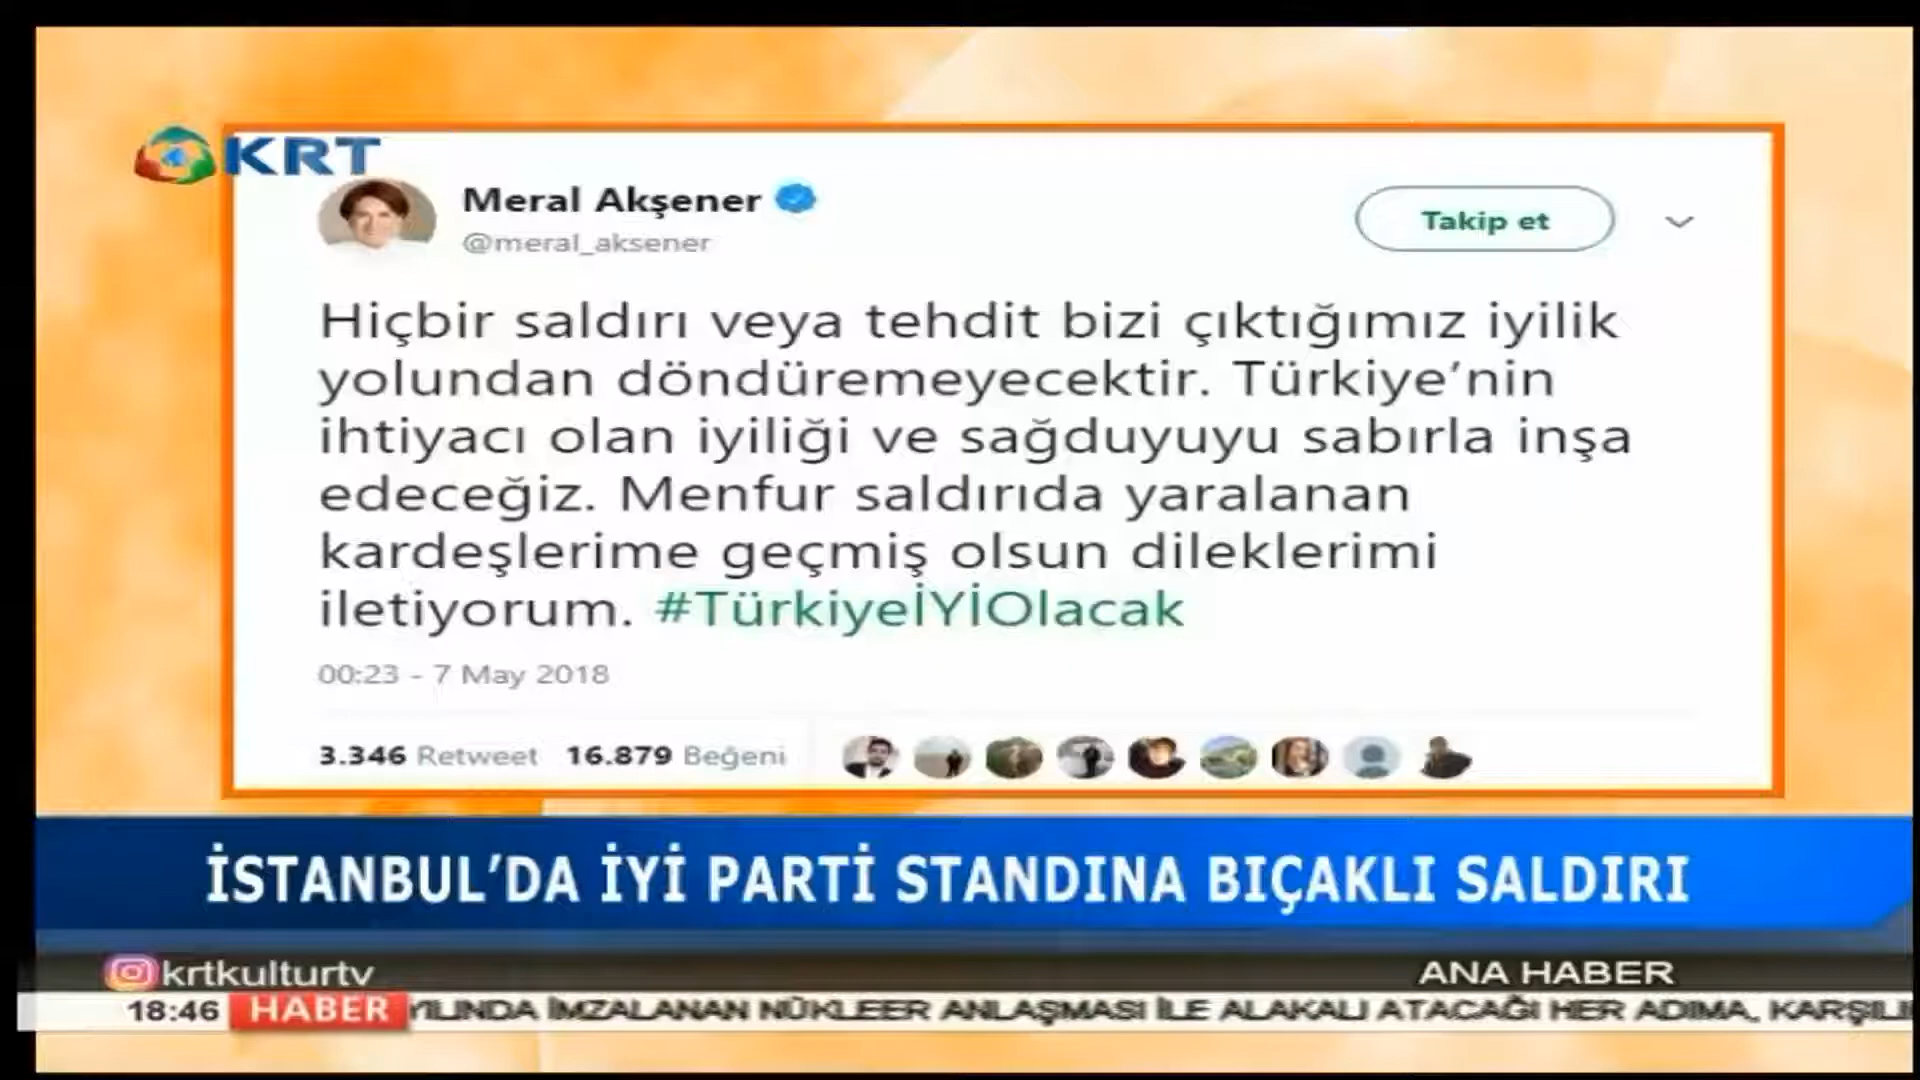 KRT
Meral Akşener
@meral_aksener
Takip et
Hiçbir saldırı veya tehdit bizi çıktığımız iyilik
yolundan döndüremeyecektir. Türkiye’nin
ihtiyacı olan iyiliği ve sağduyuyu sabırla inşa
edeceğiz. Menfur saldırıda yaralanan
kardeşlerime geçmiş olsun dileklerimi
iletiyorum. #TürkiyeİYİOlacak
00:23 - 7 May 2018
3.346 Retweet 16.879 Beğeni
İSTANBUL’DA İYİ PARTİ STANDINA BIÇAKLI SALDIRI
krtkulturtv
ANA HABER
18:46 HABER YILINDA İMZALANAN NÜKLEER ANLAŞMASI İLE ALAKALI ATACAĞI HER ADIMA, KARŞILI